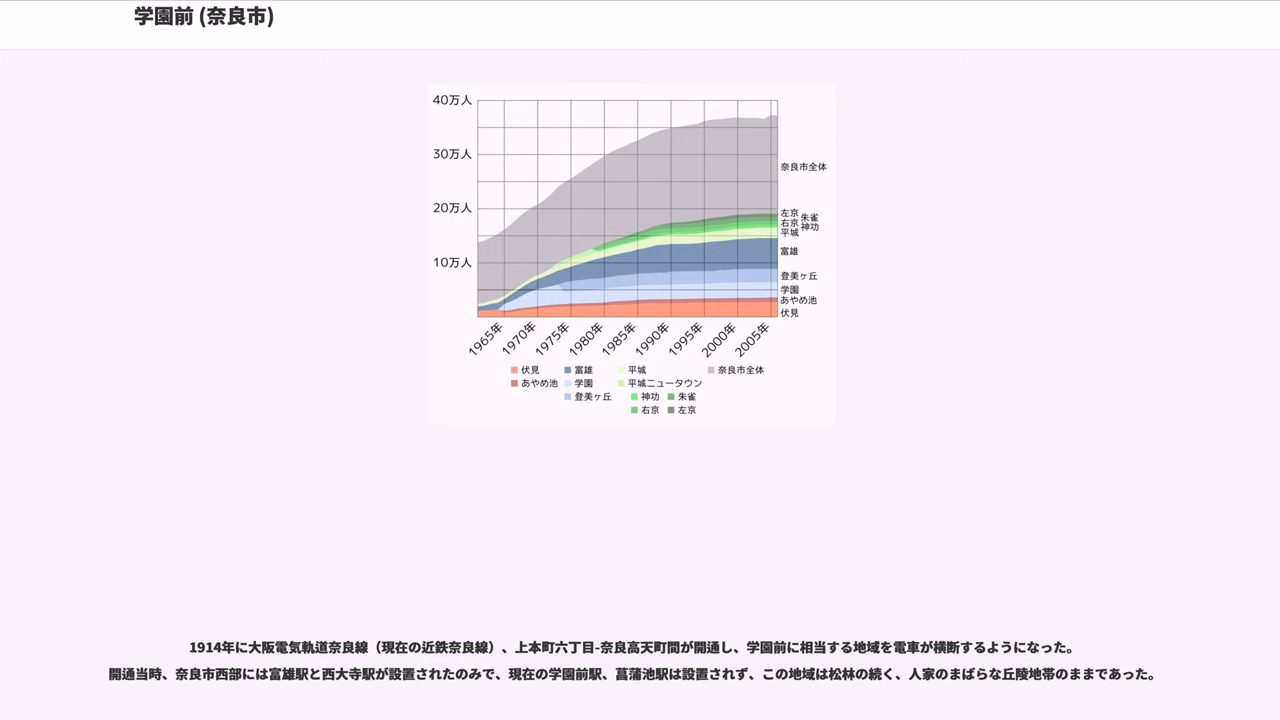 学園前 (奈良市)
40万人
30万人
20万人
10万人
奈良市全体
左京
朱雀
右京
神功
平城
富雄
登美ヶ丘
学園
あやめ池
伏見
1965年
1970年
1975年
1980年
1985年
1990年
1995年
2000年
2005年
伏見 富雄 平城 奈良市全体
あやめ池 学園 平城ニュータウン
登美ヶ丘 神功 朱雀
右京 左京
1914年に大阪電気軌道奈良線（現在の近鉄奈良線）、上本町六丁目-奈良高天町間が開通し、学園前に相当する地域を電車が横断するようになった。
開通当時、奈良市西部には富雄駅と西大寺駅が設置されたのみで、現在の学園前駅、菖蒲池駅は設置されず、この地域は松林の続く、人家のまばらな丘陵地帯のままであった。